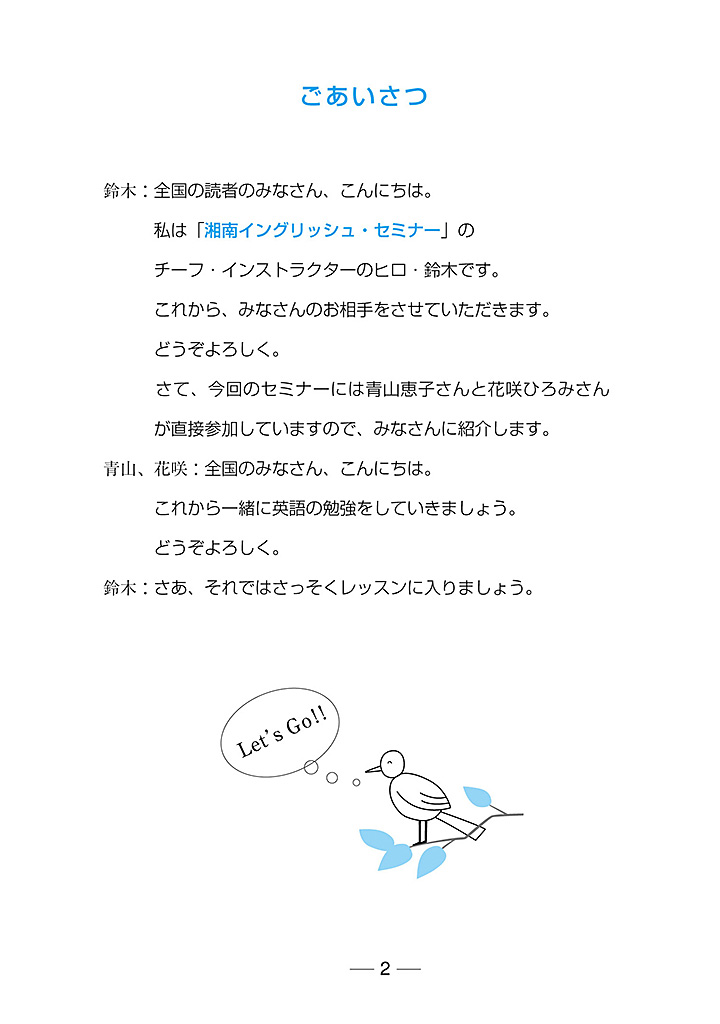 ごあいさつ
鈴木：全国の読者のみなさん、こんにちは。
私は「湘南イングリッシュ・セミナー」の
チーフ・インストラクターのヒロ・鈴木です。
これから、みなさんのお相手をさせていただきます。
どうぞよろしく。
さて、今回のセミナーには青山恵子さんと花咲ひろみさん
が直接参加していますので、みなさんに紹介します。
青山、花咲：全国のみなさん、こんにちは。
これから一緒に英語の勉強をしていきましょう。
どうぞよろしく。
鈴木：さあ、それではさっそくレッスンに入りましょう。
Let's Go!!
― 2 ―